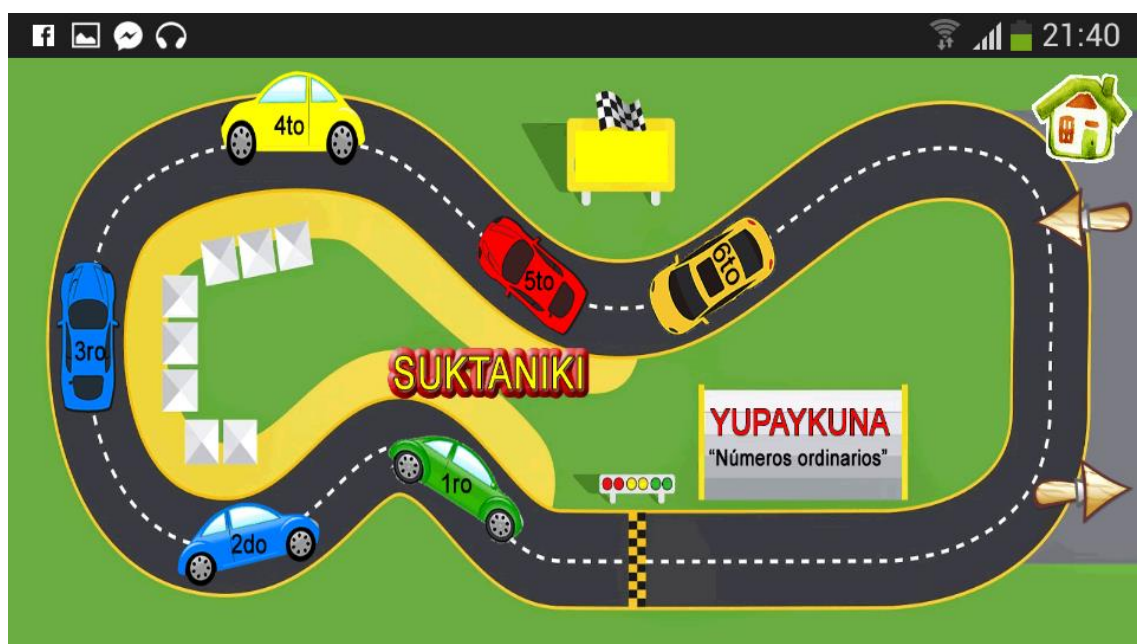 21:40
4to
6to
5to
3ro
SUKTANIKI
YUPAYKUNA
“Números ordinarios”
1ro
2do